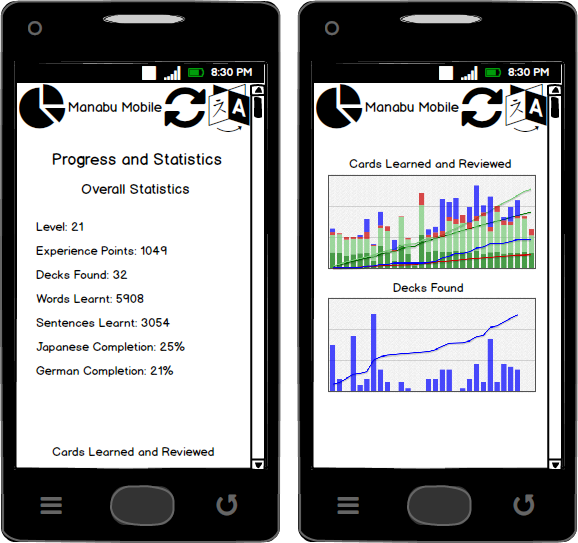 8:30 PM
Manabu Mobile
文 A
Progress and Statistics
Overall Statistics
Level: 21
Experience Points: 1049
Decks Found: 32
Words Learnt: 5908
Sentences Learnt: 3054
Japanese Completion: 25%
German Completion: 21%
Cards Learned and Reviewed
8:30 PM
Manabu Mobile
文 A
Cards Learned and Reviewed
Decks Found